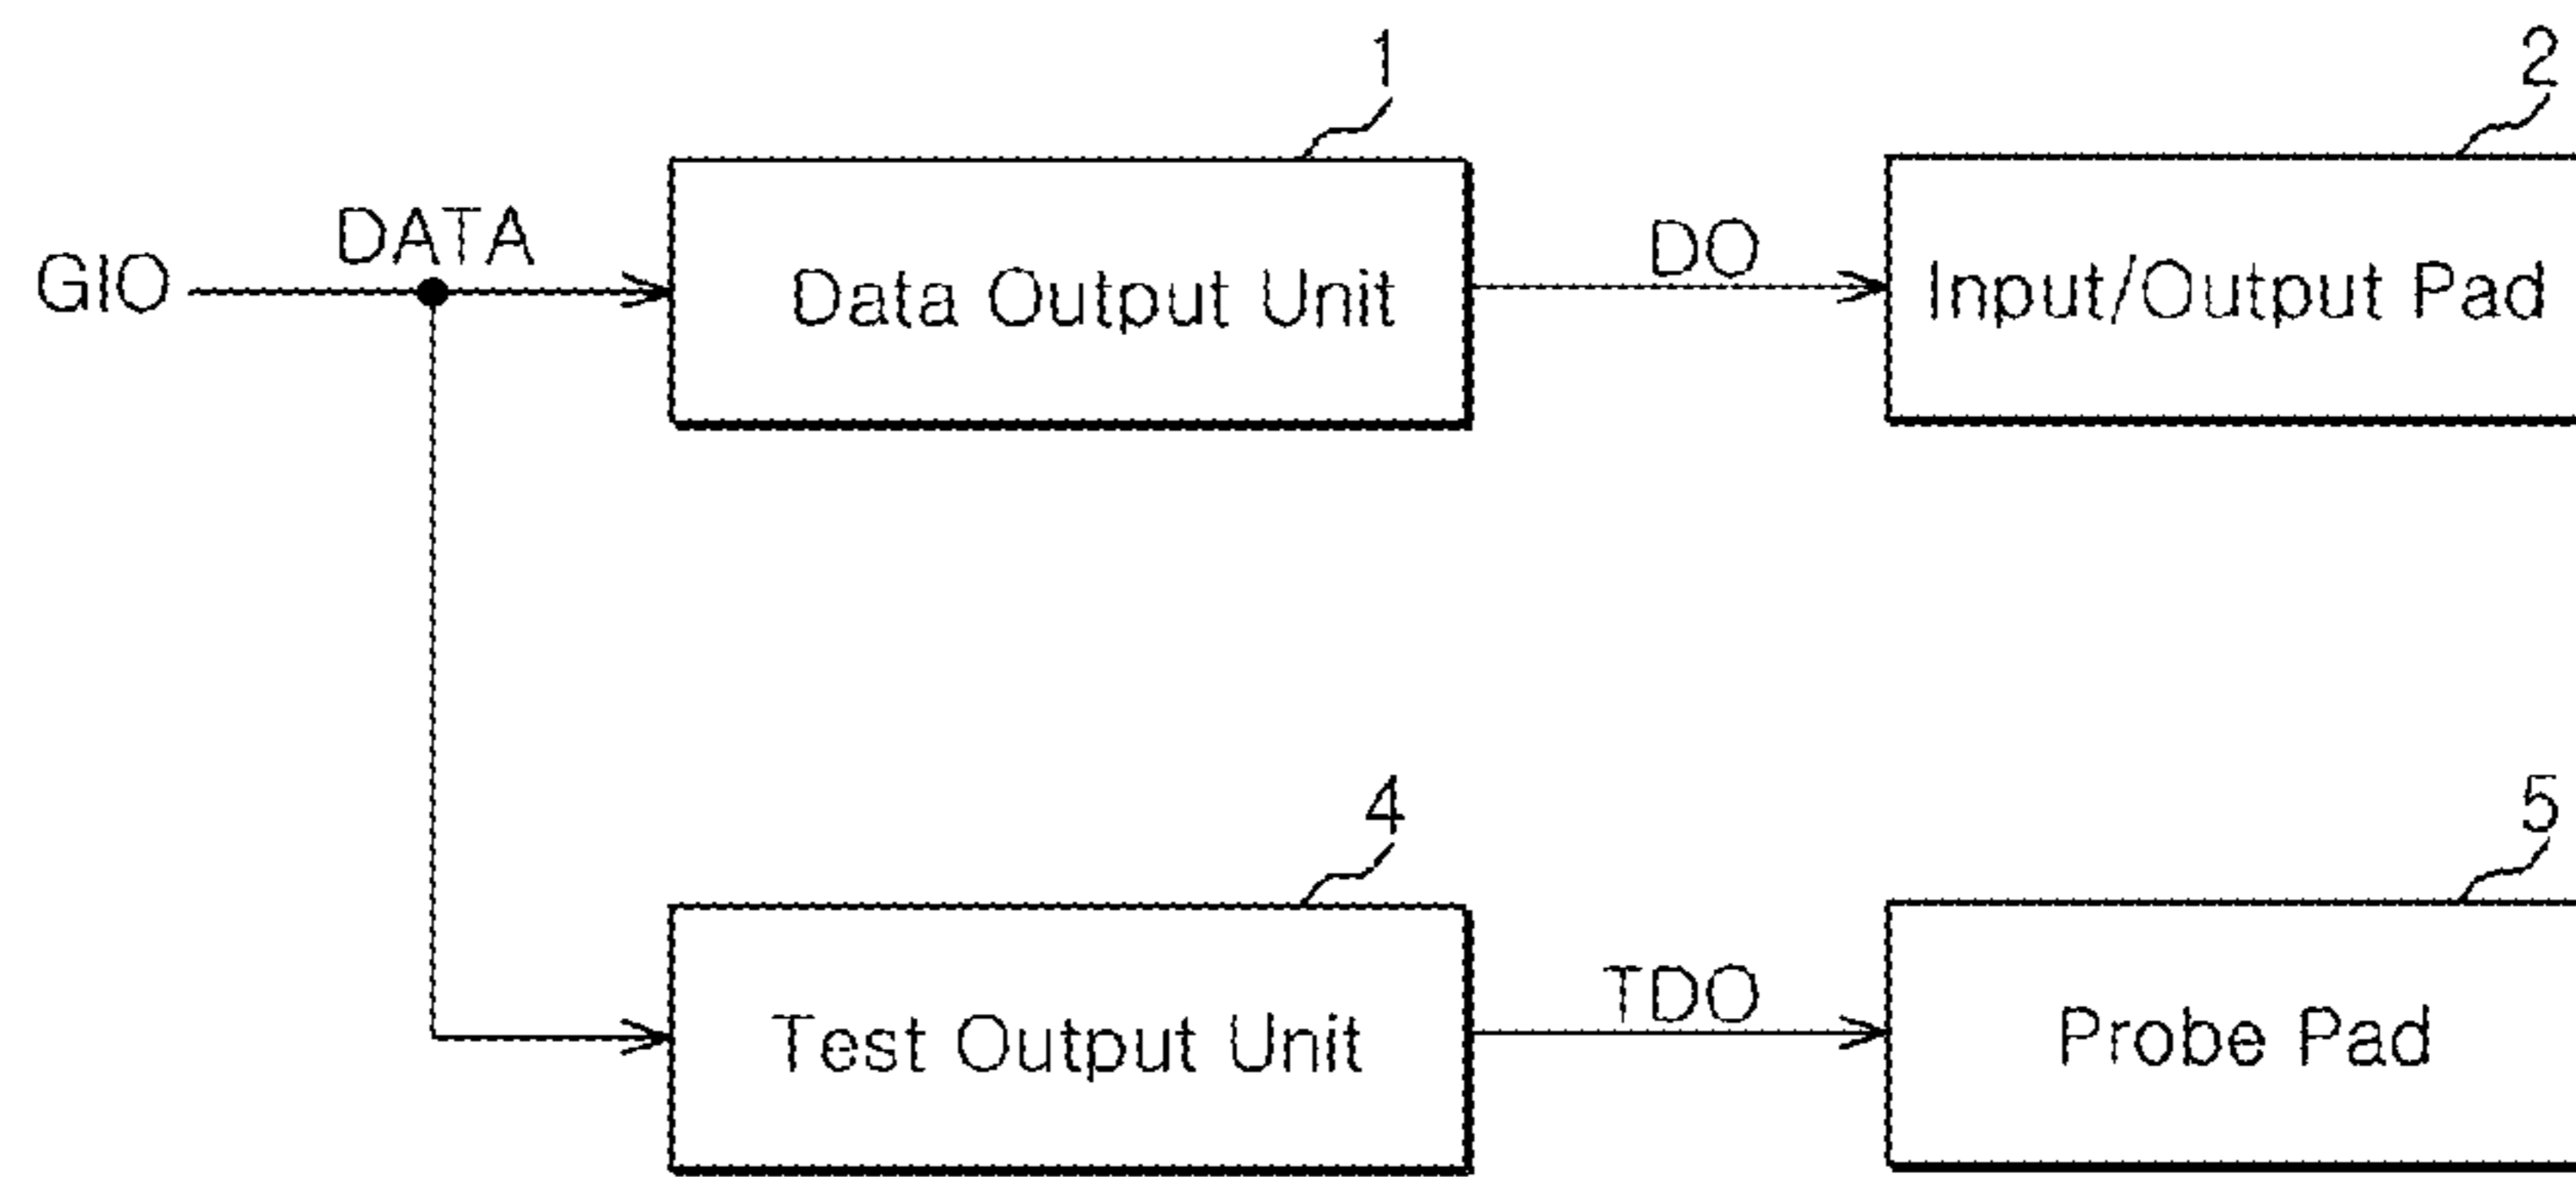 1
2
GIO
DATA
Data Output Unit
DO
Input/Output Pad
4
5
Test Output Unit
TDO
Probe Pad